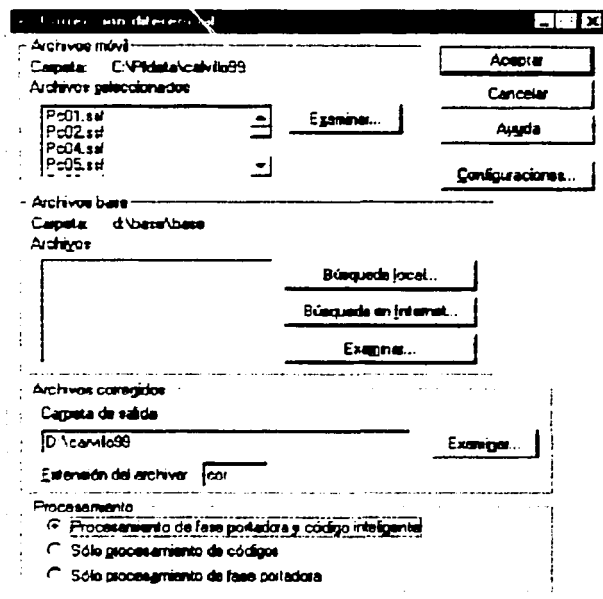 Corrección diferencial
Archivos móvil
Carpeta: C:\Pfdata\calvillo99
Archivos seleccionados
Pc01.ssf
Pc02.ssf
Pc04.ssf
Pc05.ssf
Examinar...
Aceptar
Cancelar
Ayuda
Configuraciones...
Archivos base
Carpeta: d:\base\base
Archivos
Búsqueda local...
Búsqueda en Internet...
Examinar...
Archivos corregidos
Carpeta de salida
D:\calvillo99
Examinar...
Extensión del archivo: cor
Procesamiento
Procesamiento de fase portadora y código inteligente
Sólo procesamiento de códigos
Sólo procesamiento de fase portadora